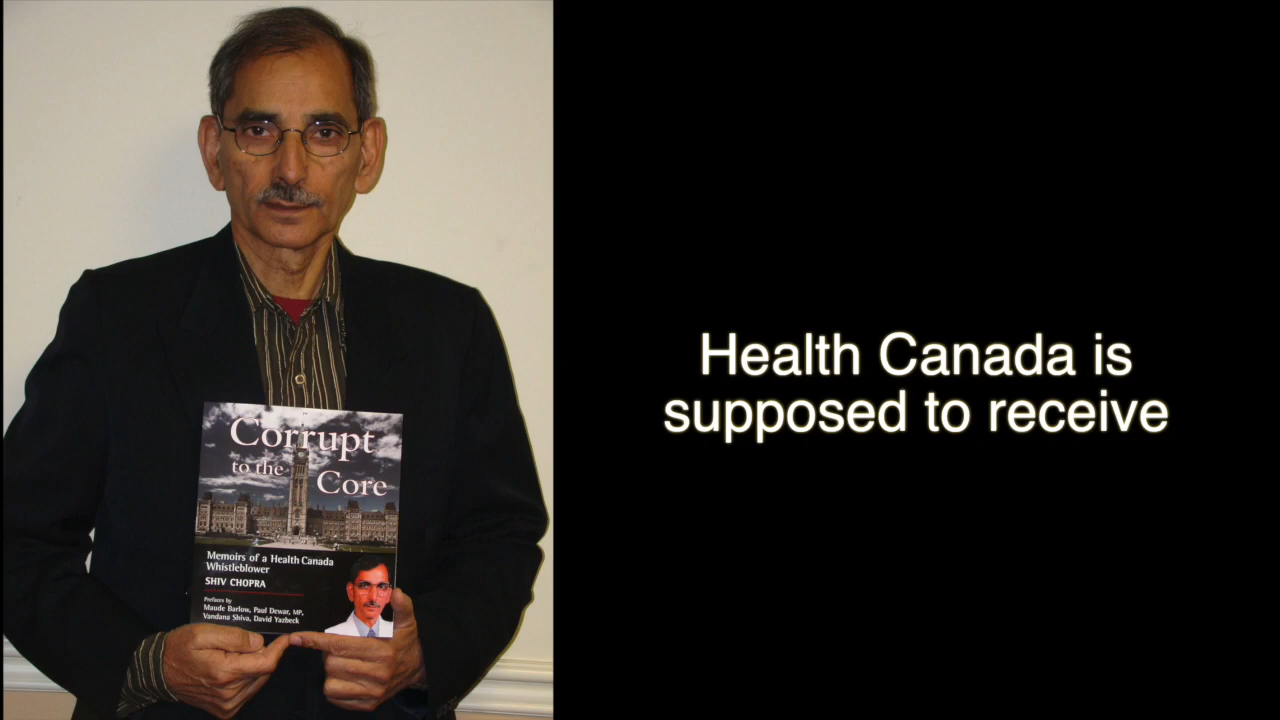 Corrupt
to the
Core
Memoirs of a Health Canada
Whistleblower
SHIV CHOPRA
Prefaces by
Maude Barlow, Paul Dewar, MP,
Vandana Shiva, David Yazbeck
Health Canada is
supposed to receive